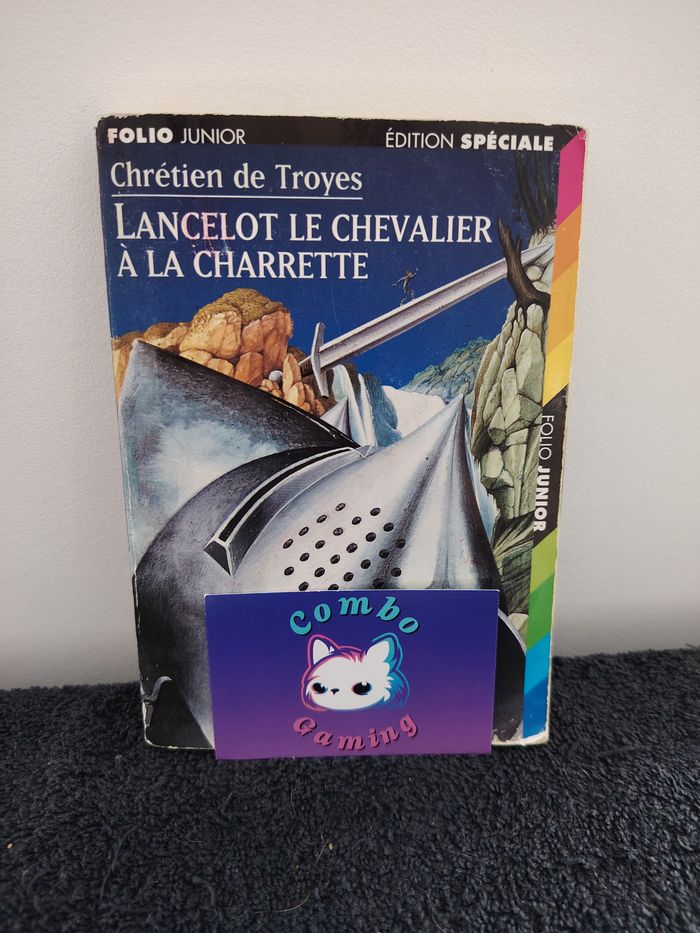 FOLIO JUNIOR
ÉDITION SPÉCIALE
Chrétien de Troyes
LANCELOT LE CHEVALIER
À LA CHARRETTE
FOLIO JUNIOR
Combo
Gaming